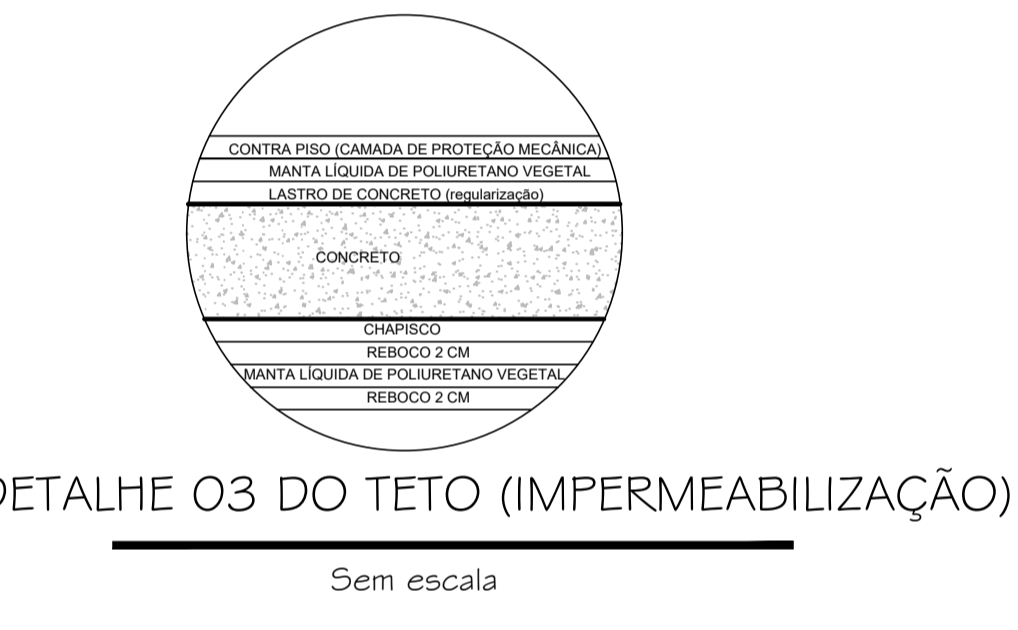 CONTRA PISO (CAMADA DE PROTEÇÃO MECÂNICA)
MANTA LÍQUIDA DE POLIURETANO VEGETAL
LASTRO DE CONCRETO (regularização)
CONCRETO
CHAPISCO
REBOCO 2 CM
MANTA LÍQUIDA DE POLIURETANO VEGETAL
REBOCO 2 CM
DETALHE 03 DO TETO (IMPERMEABILIZAÇÃO)
Sem escala